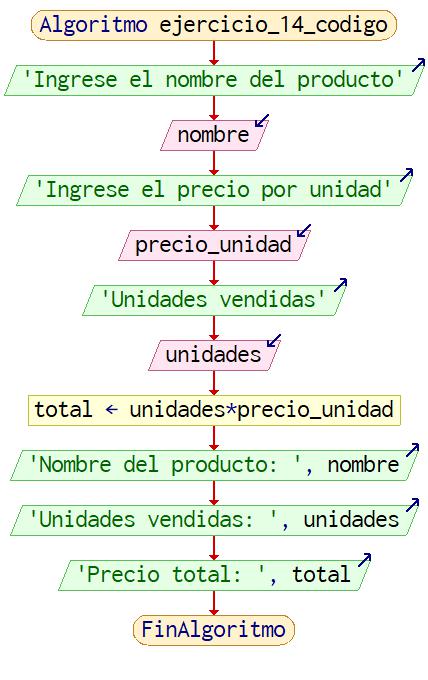 Algoritmo ejercicio_14_codigo
'Ingrese el nombre del producto'
nombre
'Ingrese el precio por unidad'
precio_unidad
'Unidades vendidas'
unidades
total ← unidades*precio_unidad
'Nombre del producto: ', nombre
'Unidades vendidas: ', unidades
'Precio total: ', total
FinAlgoritmo